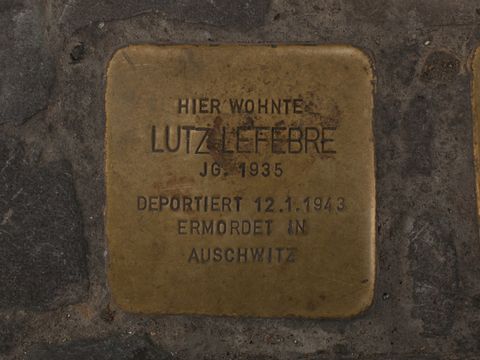 HIER WOHNTE
LUTZ LEFEBRE
JG. 1935
DEPORTIERT 12.1.1943
ERMORDET IN
AUSCHWITZ